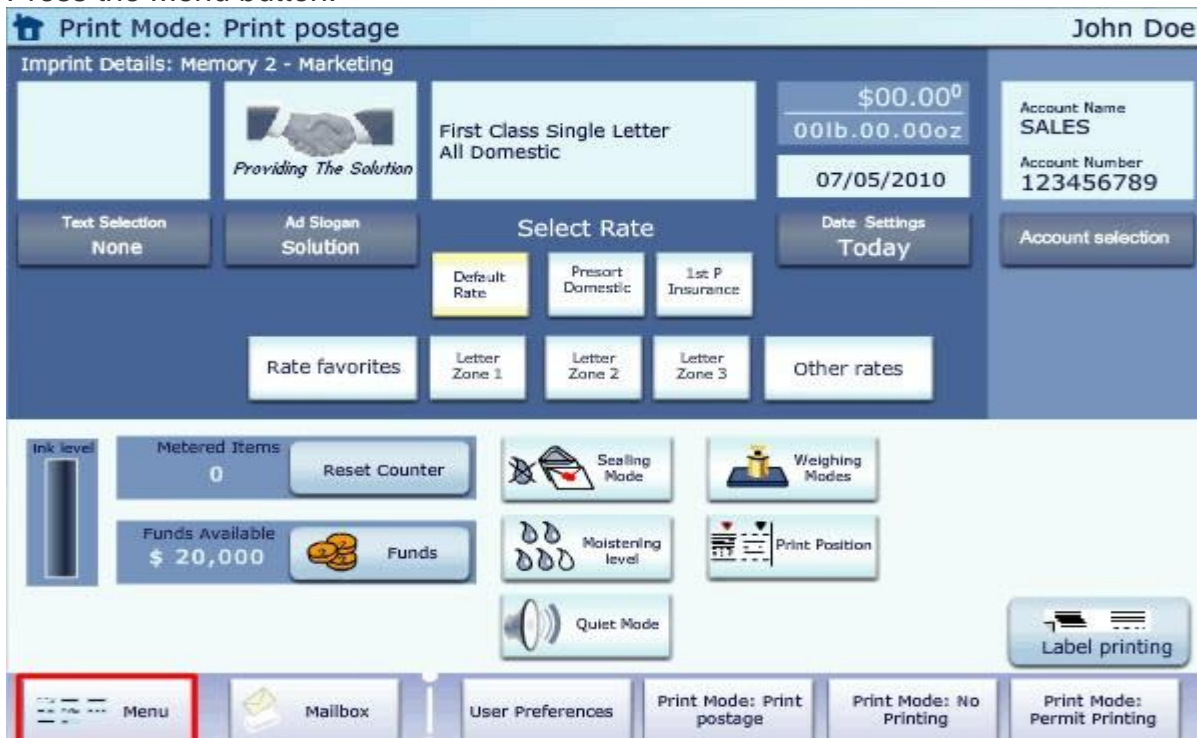 Press the Menu button.
Print Mode: Print postage
John Doe
Imprint Details: Memory 2 - Marketing
Providing The Solution
First Class Single Letter
All Domestic
$00.00⁰
00lb.00.00oz
07/05/2010
Account Name
SALES
Account Number
123456789
Text Selection
None
Ad Slogan
Solution
Select Rate
Date Settings
Today
Account selection
Default
Rate
Presort
Domestic
1st P
Insurance
Rate favorites
Letter
Zone 1
Letter
Zone 2
Letter
Zone 3
Other rates
Ink level
Metered Items
0
Reset Counter
Sealing
Mode
Weighing
Modes
Funds Available
$ 20,000
Funds
Moistening
level
Print Position
Quiet Mode
Label printing
Menu
Mailbox
User Preferences
Print Mode: Print
postage
Print Mode: No
Printing
Print Mode:
Permit Printing